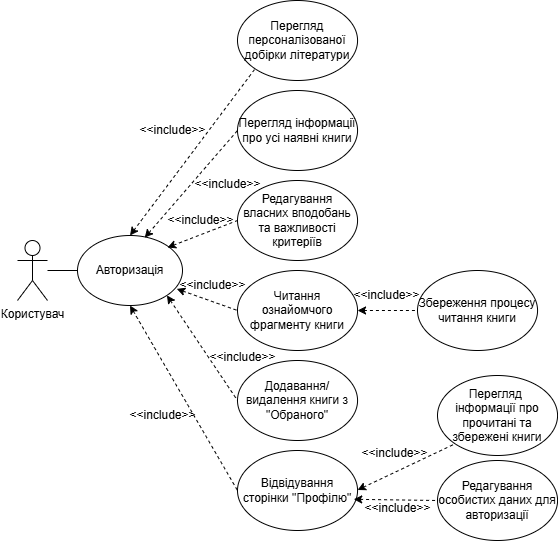 Перегляд
персоналізованої
добірки літератури
<<include>>
Перегляд інформації
про усі наявні книги
<<include>>
Редагування
власних вподобань
та важливості
критеріїв
<<include>>
Авторизація
Користувач
<<include>>
Читання
ознайомчого
фрагменту книги
<<include>>
Збереження процесу
читання книги
<<include>>
Додавання/
видалення книги з
"Обраного"
<<include>>
Перегляд
інформації про
прочитані та
збережені книги
<<include>>
Відвідування
сторінки "Профілю"
<<include>>
Редагування
особистих даних для
авторизації